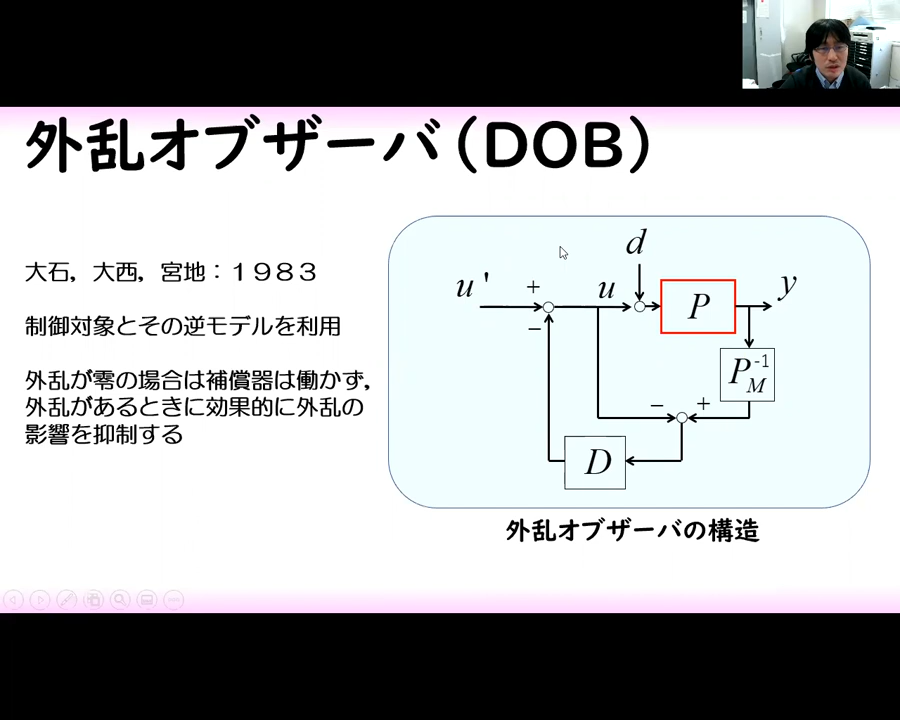 外乱オブザーバ（DOB）
大石，大西，宮地：１９８３
制御対象とその逆モデルを利用
外乱が零の場合は補償器は働かず，
外乱があるときに効果的に外乱の
影響を抑制する
d
u' + u P y
−
P_M^{-1}
− +
D
外乱オブザーバの構造